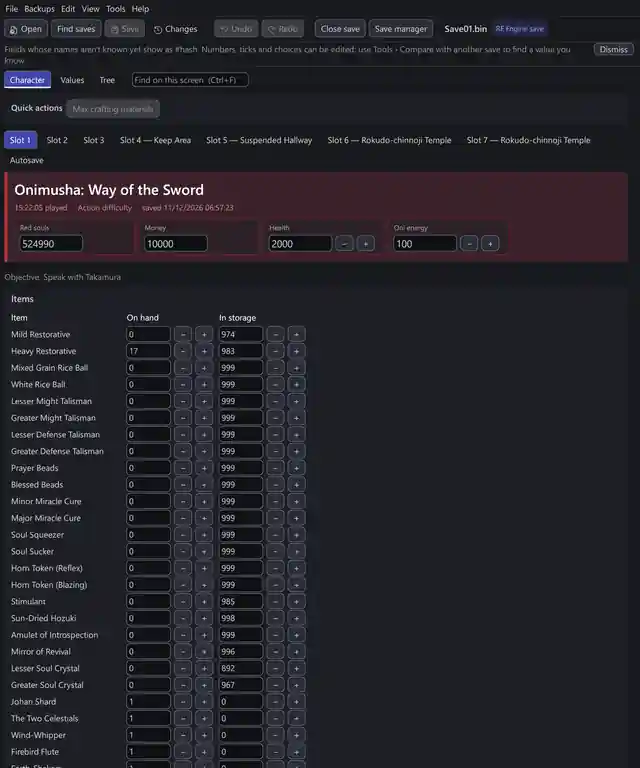 File Backups Edit View Tools Help
Open Find saves Save Changes Undo Redo Close save Save manager Save01.bin RE Engine save
Fields whose names aren't known yet show as #hash. Numbers, ticks and choices can be edited: use Tools › Compare with another save to find a value you Dismiss
know
Character Values Tree Find on this screen (Ctrl+F)
Quick actions Max crafting materials
Slot 1 Slot 2 Slot 3 Slot 4 — Keep Area Slot 5 — Suspended Hallway Slot 6 — Rokudo-chinnoji Temple Slot 7 — Rokudo-chinnoji Temple
Autosave
Onimusha: Way of the Sword
15:22:05 played Action difficulty saved 11/12/2026 06:57:23
Red souls Money Health Oni energy
524990 10000 2000 − + 100 − +
Objective. Speak with Takamura
Items
Item On hand In storage
Mild Restorative 0 − + 974 − +
Heavy Restorative 17 − + 983 − +
Mixed Grain Rice Ball 0 − + 999 − +
White Rice Ball 0 − + 999 − +
Lesser Might Talisman 0 − + 999 − +
Greater Might Talisman 0 − + 999 − +
Lesser Defense Talisman 0 − + 999 − +
Greater Defense Talisman 0 − + 999 − +
Prayer Beads 0 − + 999 − +
Blessed Beads 0 − + 999 − +
Minor Miracle Cure 0 − + 999 − +
Major Miracle Cure 0 − + 999 − +
Soul Squeezer 0 − + 999 − +
Soul Sucker 0 − + 999 − +
Horn Token (Reflex) 0 − + 999 − +
Horn Token (Blazing) 0 − + 999 − +
Stimulant 0 − + 985 − +
Sun-Dried Hozuki 0 − + 998 − +
Amulet of Introspection 0 − + 999 − +
Mirror of Revival 0 − + 996 − +
Lesser Soul Crystal 0 − + 892 − +
Greater Soul Crystal 0 − + 967 − +
Johan Shard 1 − + 0 − +
The Two Celestials 1 − + 0 − +
Wind-Whipper 1 − + 0 − +
Firebird Flute 1 − + 0 − +